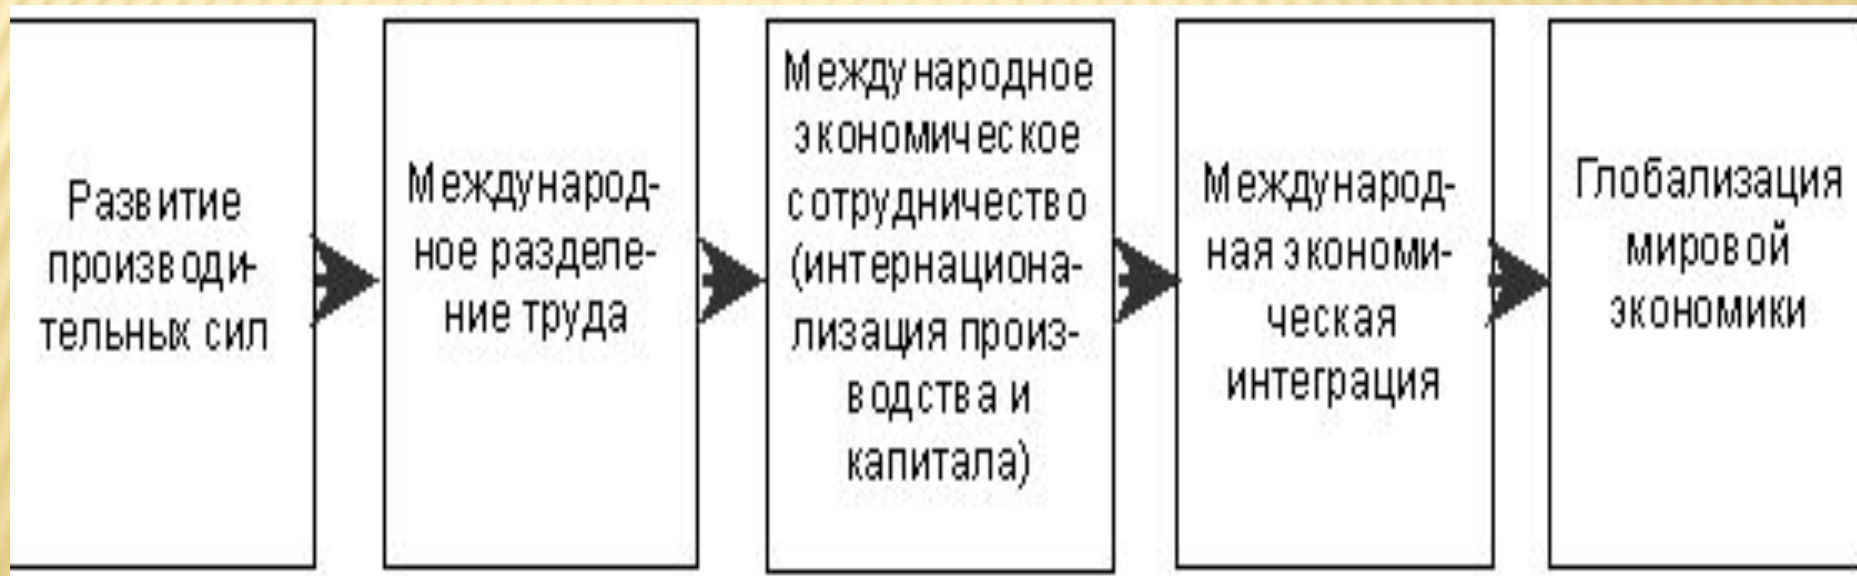 Развитие
производи-
тельных сил
Международ-
ное разделе-
ние труда
Международное
экономическое
сотрудничество
(интернациона-
лизация произ-
водства и
капитала)
Международ-
ная экономи-
ческая
интеграция
Глобализация
мировой
экономики